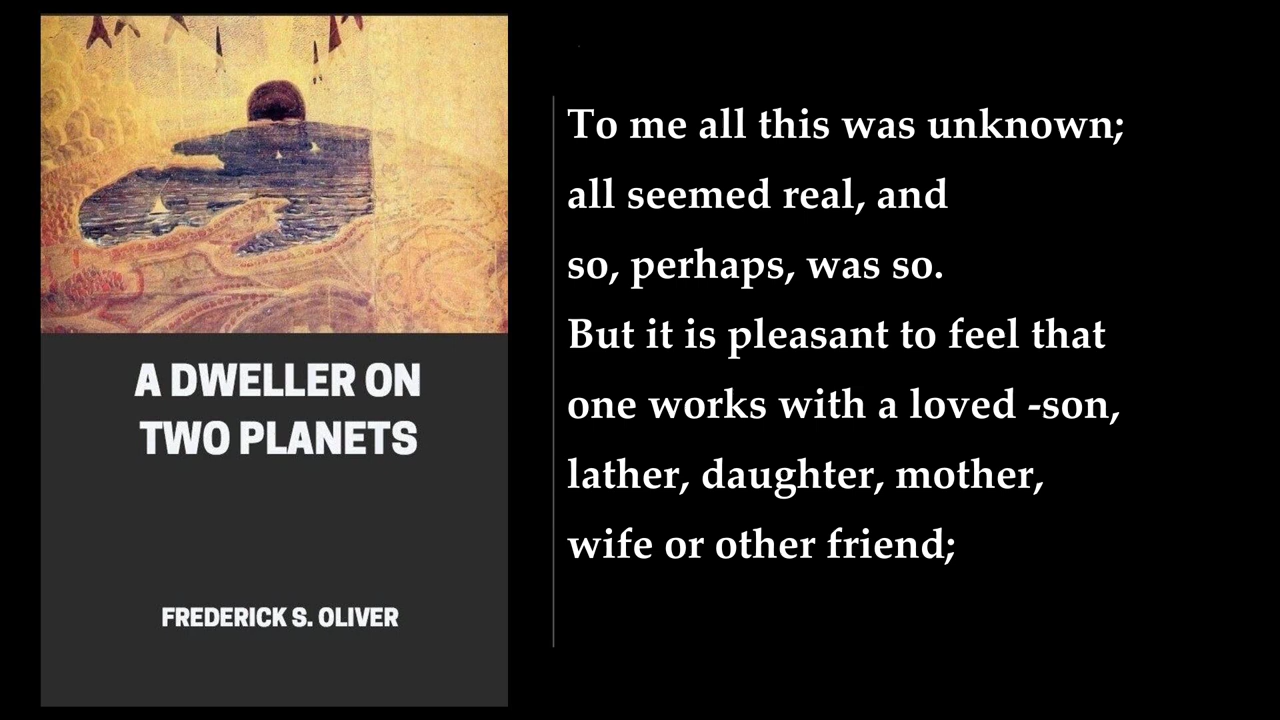 A DWELLER ON
TWO PLANETS
FREDERICK S. OLIVER
To me all this was unknown;
all seemed real, and
so, perhaps, was so.
But it is pleasant to feel that
one works with a loved -son,
lather, daughter, mother,
wife or other friend;